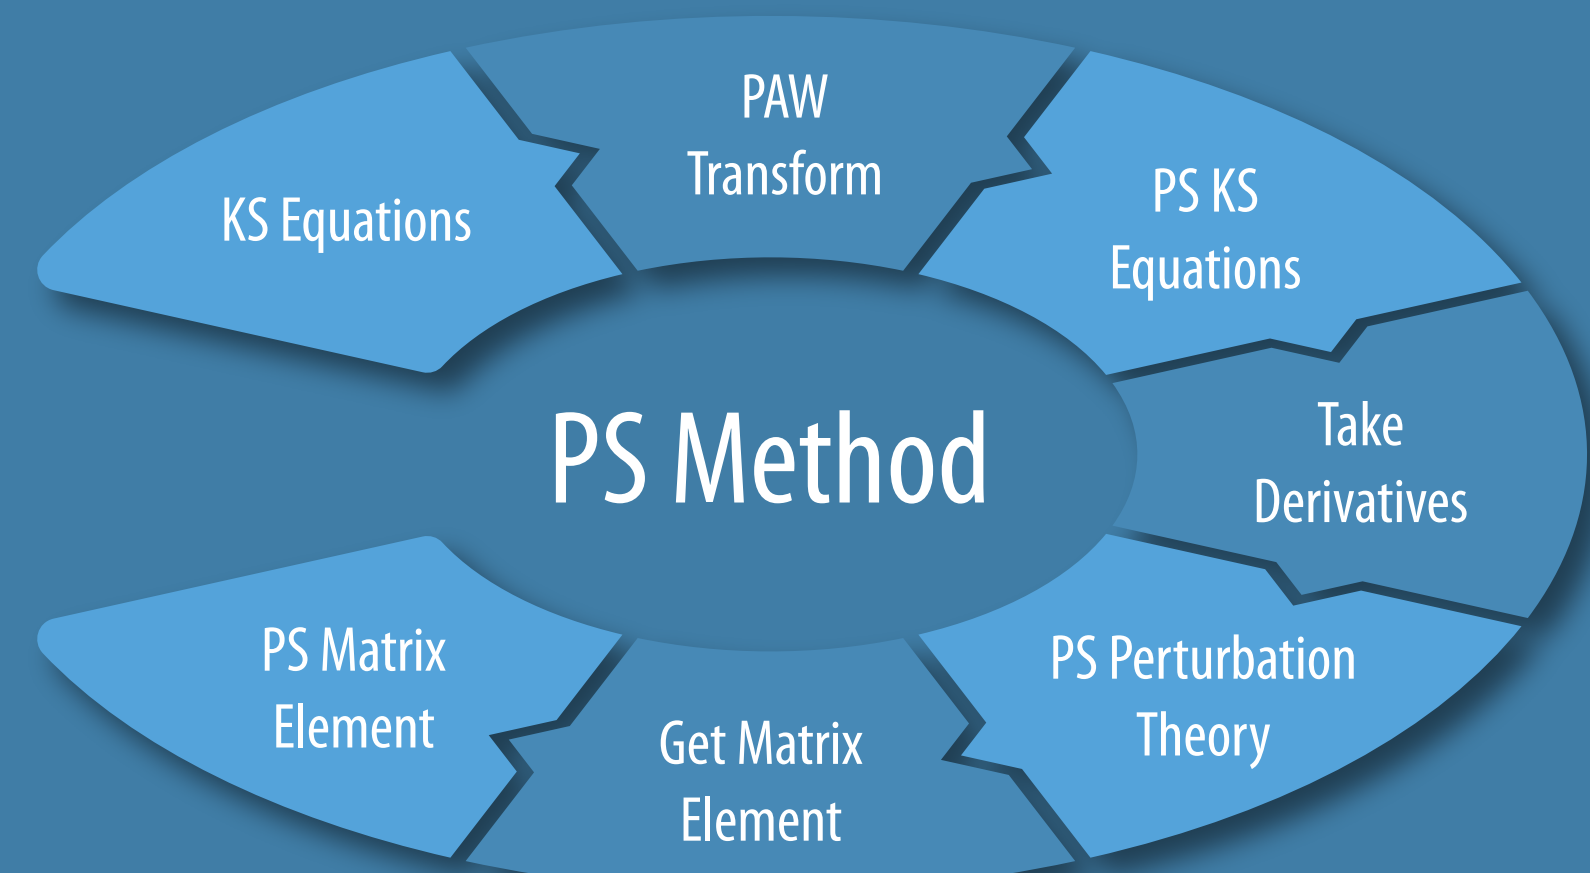 KS Equations
PAW
Transform
PS KS
Equations
Take
Derivatives
PS Perturbation
Theory
Get Matrix
Element
PS Matrix
Element
PS Method